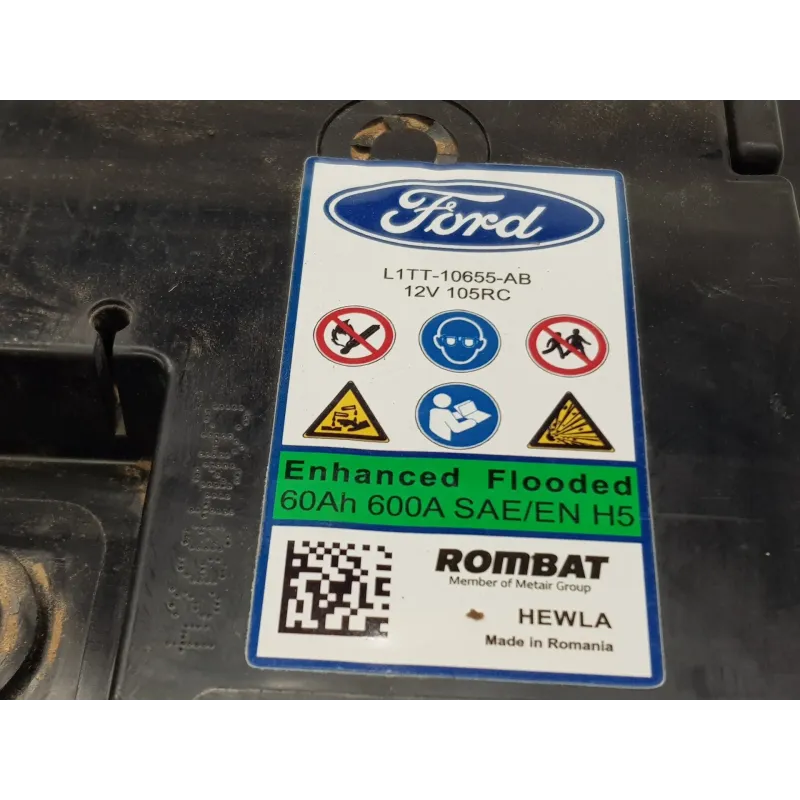 Ford
L1TT-10655-AB
12V 105RC
Enhanced Flooded
60Ah 600A SAE/EN H5
ROMBAT
Member of Metair Group
HEWLA
Made in Romania